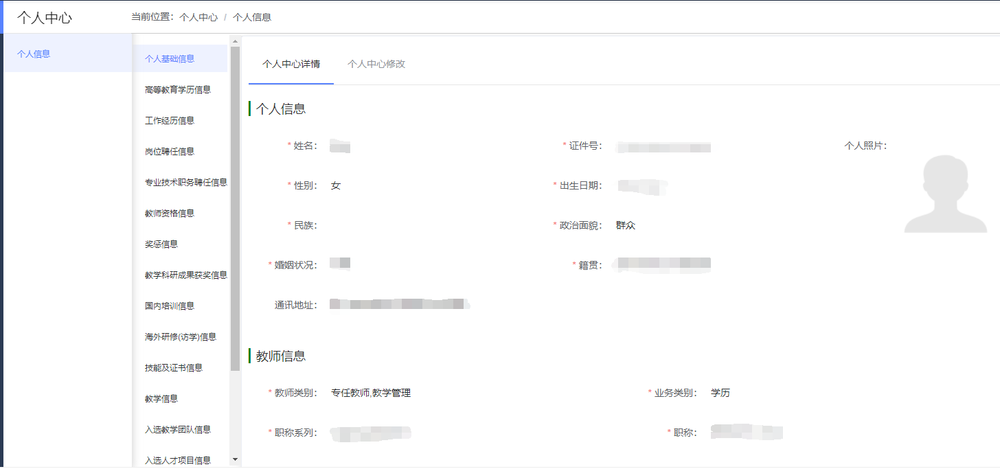 个人中心
当前位置： 个人中心 / 个人信息
个人信息
个人基础信息
高等教育学历信息
工作经历信息
岗位聘任信息
专业技术职务聘任信息
教师资格信息
奖惩信息
教学科研成果获奖信息
国内培训信息
海外研修(访学)信息
技能及证书信息
教学信息
入选教学团队信息
入选人才项目信息
个人中心详情 个人中心修改
个人信息
* 姓名： * 证件号： 个人照片：
* 性别： 女 * 出生日期：
* 民族： * 政治面貌： 群众
* 婚姻状况： * 籍贯：
通讯地址：
教师信息
* 教师类别： 专任教师,教学管理 * 业务类别： 学历
* 职称系列： * 职称：